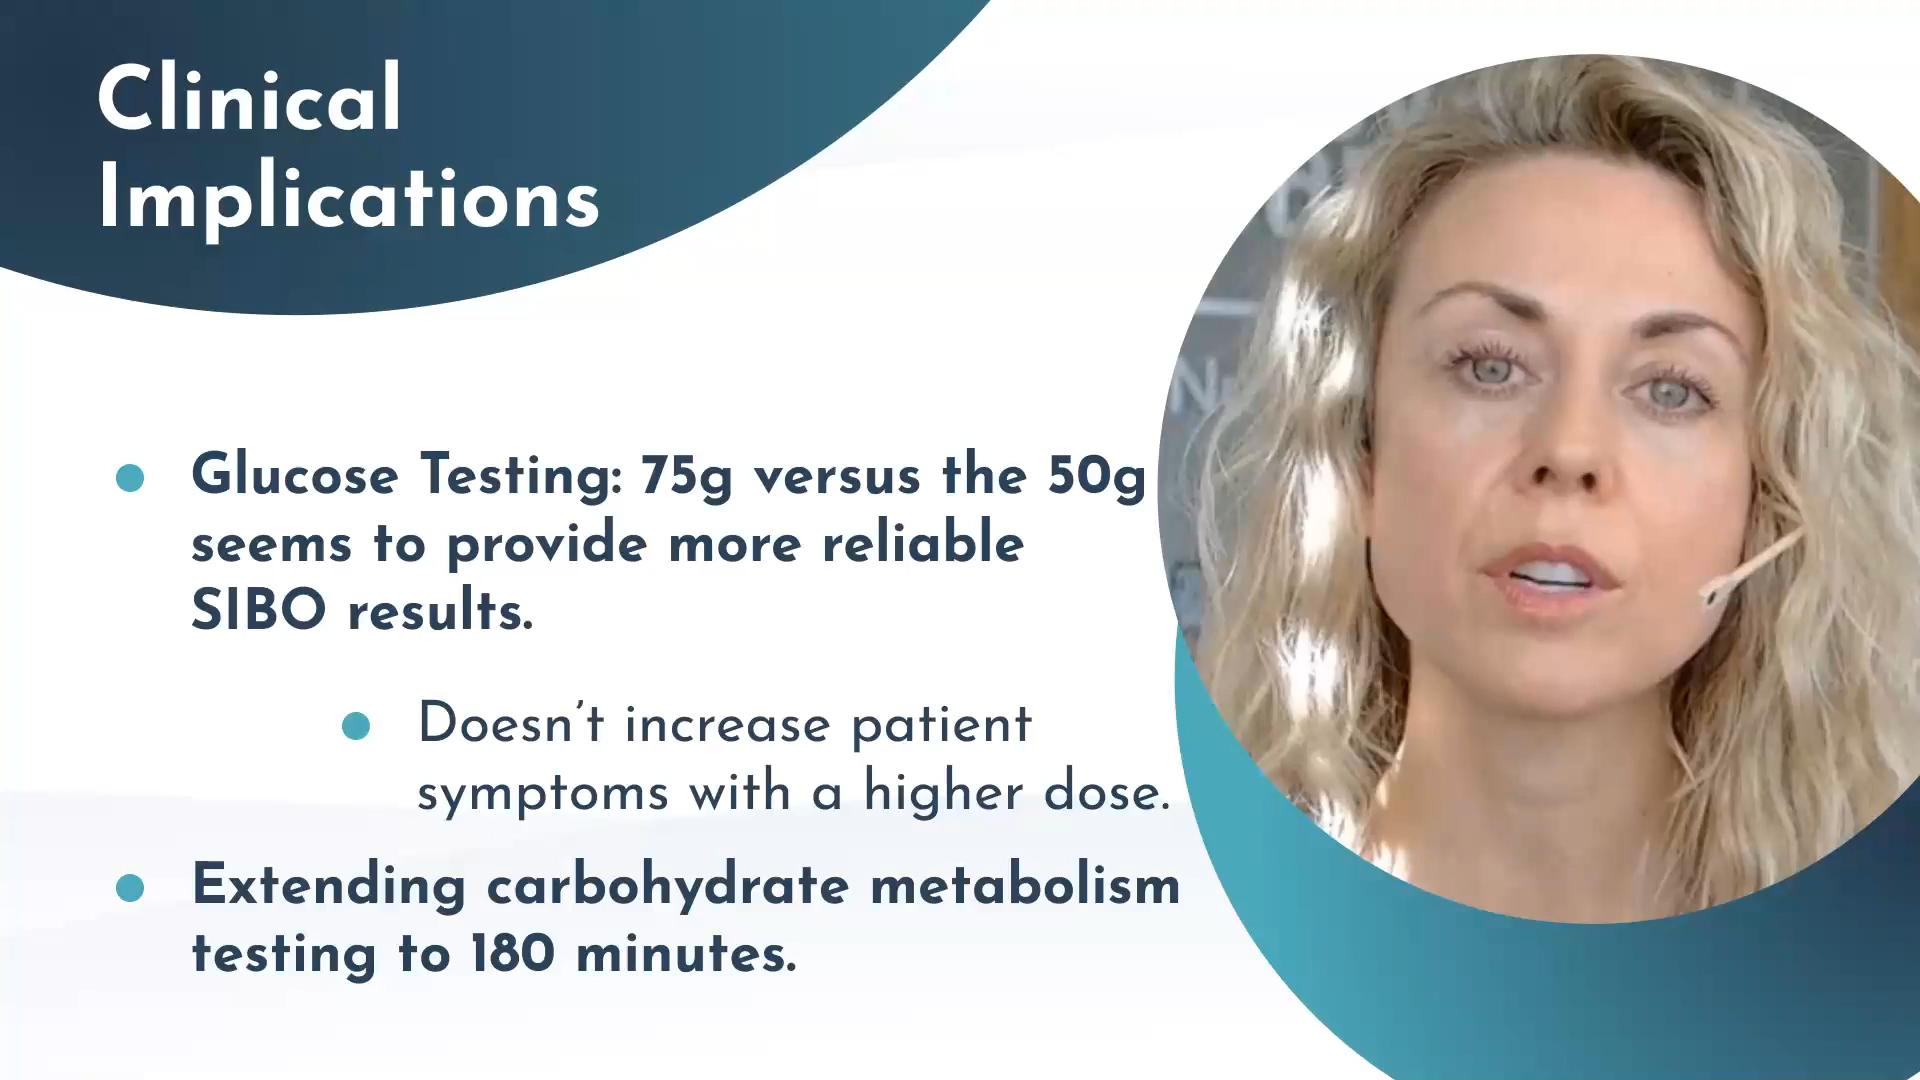 Clinical
Implications
Glucose Testing: 75g versus the 50g
seems to provide more reliable
SIBO results.
Doesn’t increase patient
symptoms with a higher dose.
Extending carbohydrate metabolism
testing to 180 minutes.